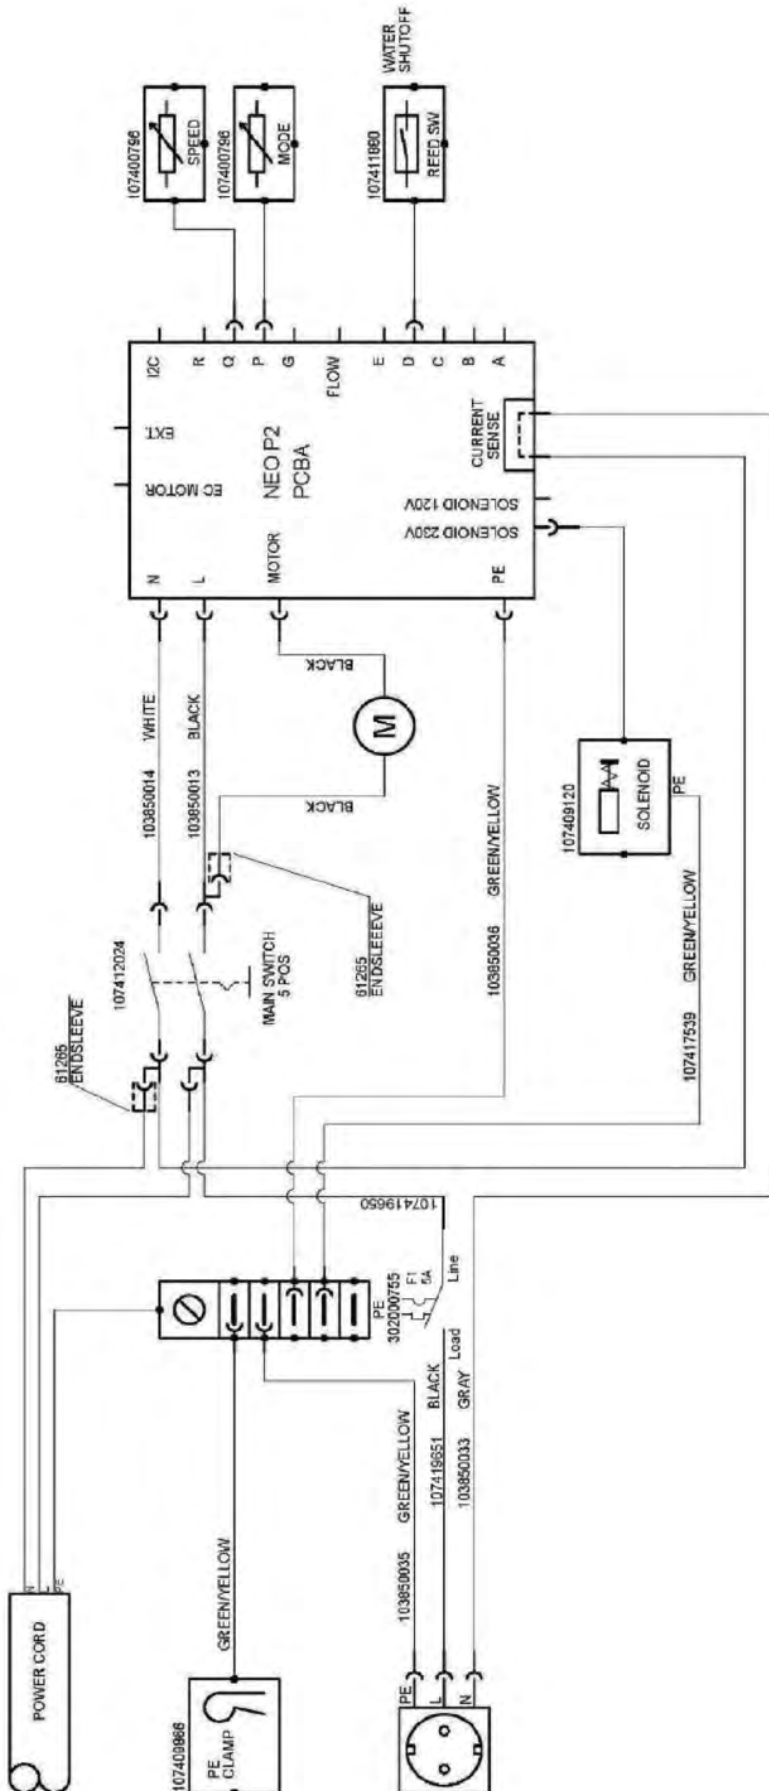 WATER
SHUTOFF
107400796
SPEED
107400796
MODE
107411980
REED SW
I2C
R
Q
P
G
FLOW
E
D
C
B
A
EXT.
EC MOTOR
NEO P2
PCBA
CURRENT
SENSE
SOLENOID 120V
SOLENOID 230V
N
L
MOTOR
PE
103850014 WHITE
103850013 BLACK
BLACK
M
BLACK
103850036 GREEN/YELLOW
107409120
SOLENOID
PE
107417539 GREEN/YELLOW
107412024
MAIN SWITCH
5 POS
61265
ENDSLEEEVE
61265
ENDSLEEVE
107419650
PE
302000755
F1
5A
Line
Load
GREEN/YELLOW
103850035 GREEN/YELLOW
107419651 BLACK
103850033 GRAY
N
L
PE
POWER CORD
107409866
PE
CLAMP
PE
L
N